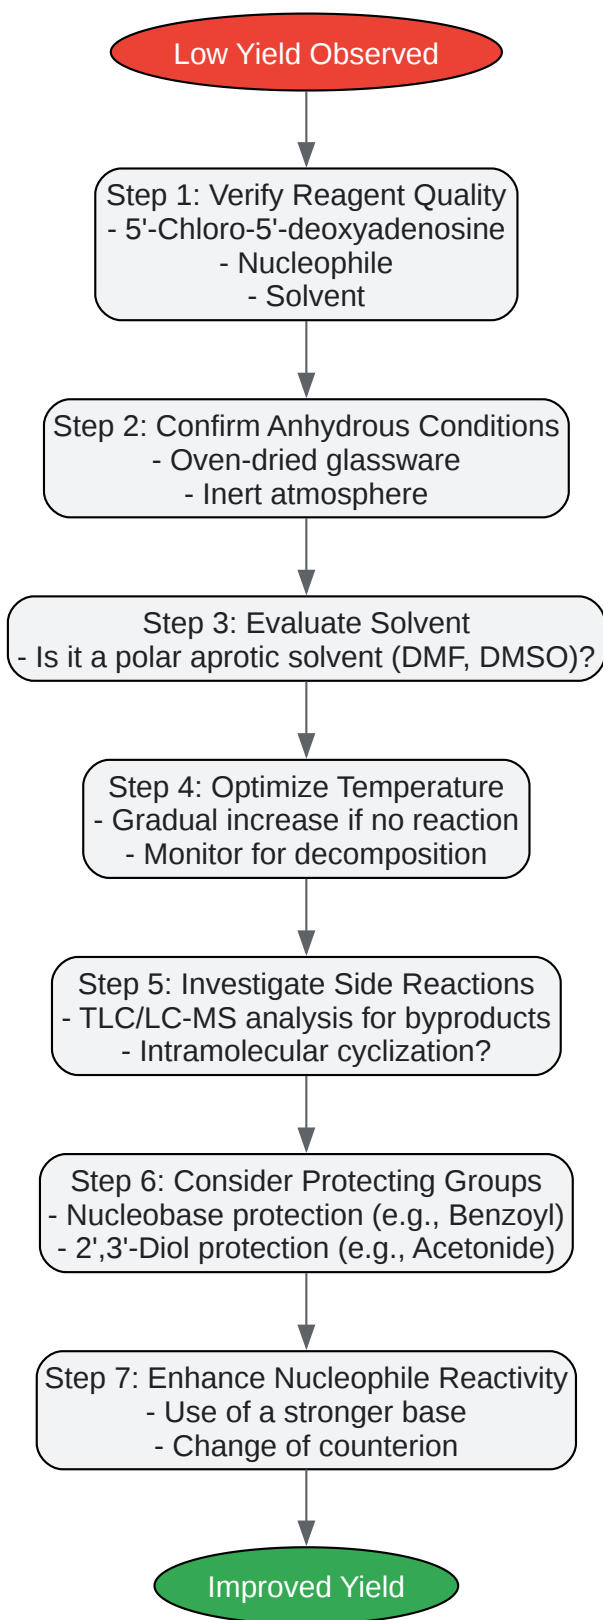 Low Yield Observed
Step 1: Verify Reagent Quality
- 5'-Chloro-5'-deoxyadenosine
- Nucleophile
- Solvent
Step 2: Confirm Anhydrous Conditions
- Oven-dried glassware
- Inert atmosphere
Step 3: Evaluate Solvent
- Is it a polar aprotic solvent (DMF, DMSO)?
Step 4: Optimize Temperature
- Gradual increase if no reaction
- Monitor for decomposition
Step 5: Investigate Side Reactions
- TLC/LC-MS analysis for byproducts
- Intramolecular cyclization?
Step 6: Consider Protecting Groups
- Nucleobase protection (e.g., Benzoyl)
- 2',3'-Diol protection (e.g., Acetonide)
Step 7: Enhance Nucleophile Reactivity
- Use of a stronger base
- Change of counterion
Improved Yield